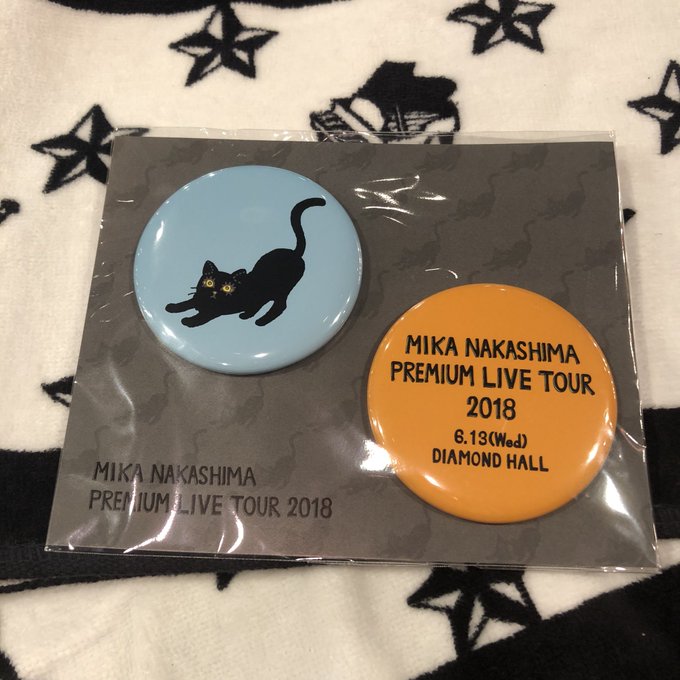 MIKA NAKASHIMA
PREMIUM LIVE TOUR
2018
6.13(Wed)
DIAMOND HALL
MIKA NAKASHIMA
PREMIUM LIVE TOUR 2018